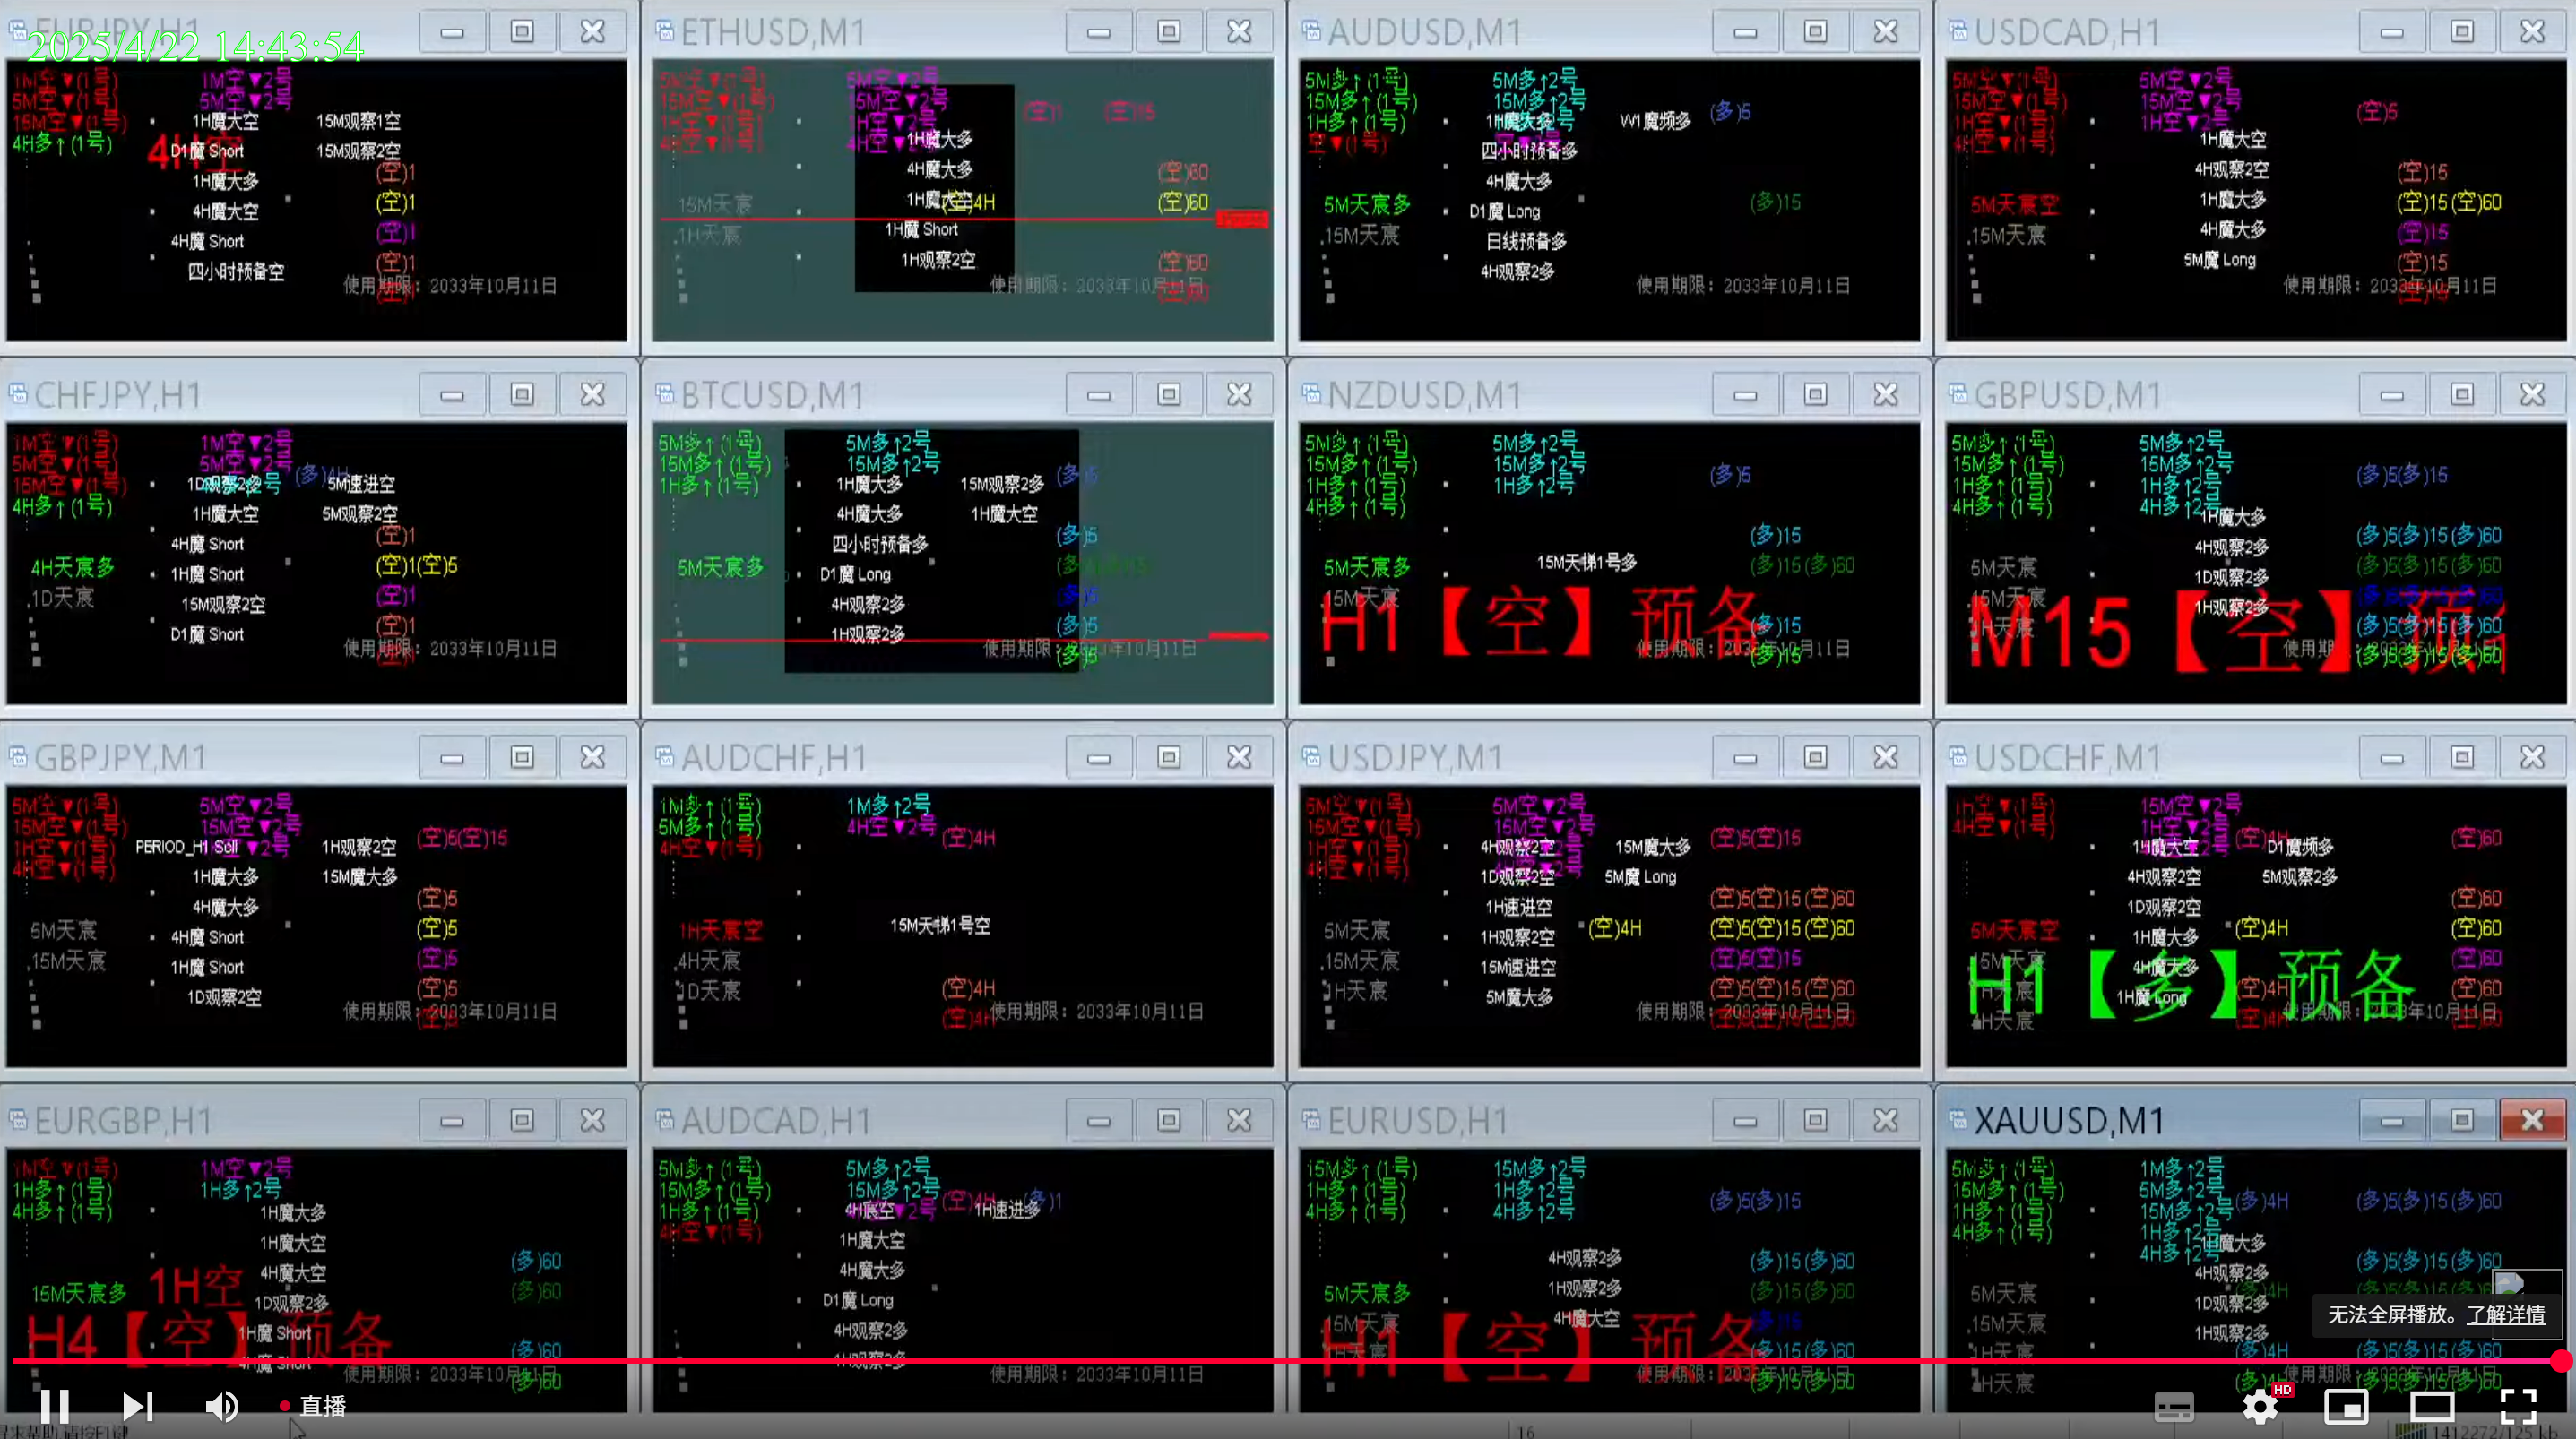 EURJPY,H1
2025/4/22 14:43:54
1M空▼(1号) 1M空▼2号
5M空▼(1号) 5M空▼2号
15M空▼(1号) 1H魔大空 15M观察1空
4H多↑(1号) D1魔 Short 15M观察2空
(空)1
1H魔大多
4H魔大空 (空)1
4H魔 Short (空)1
四小时预备空 (空)1
使用期限：2033年10月11日
ETHUSD,M1
5M空▼(1号) 5M空▼2号
15M空▼(1号) 15M空▼2号 (空)1 (空)15
1H空▼(1号) 1H空▼2号
4H空▼(1号) 4H空▼2号
1H魔大多
4H魔大多 (空)60
15M天宸 (空)4H (空)60
1H天宸 1H魔 Short
1H观察2空 (空)60
使用期限：2033年10月11日
AUDUSD,M1
5M多↑(1号) 5M多↑2号
15M多↑(1号) 15M多↑2号
1H多↑(1号) W1魔频多 (多)5
空▼(1号) 四小时预备多
4H魔大多
5M天宸多 D1魔 Long (多)15
15M天宸 日线预备多
4H观察2多
使用期限：2033年10月11日
USDCAD,H1
5M空▼(1号) 5M空▼2号
15M空▼(1号) 15M空▼2号 (空)5
1H空▼(1号) 1H空▼2号
4H空▼(1号) 1H魔大空
4H观察2空 (空)15
5M天宸空 1H魔大多 (空)15 (空)60
15M天宸 4H魔大多 (空)15
5M魔 Long (空)15
使用期限：2033年10月11日
CHFJPY,H1
1M空▼(1号) 1M空▼2号
5M空▼(1号) 5M空▼2号 (多)4H
15M空▼(1号) 1D观察2多 5M速进空
4H多↑(1号) 1H魔大空 5M观察2空
4H魔 Short (空)1
4H天宸多 1H魔 Short (空)1(空)5
1D天宸 15M观察2空 (空)1
D1魔 Short (空)1
使用期限：2033年10月11日
BTCUSD,M1
5M多↑(1号) 5M多↑2号
15M多↑(1号) 15M多↑2号
1H多↑(1号) 1H魔大多 15M观察2多 (多)5
4H魔大多 1H魔大空
四小时预备多 (多)5
5M天宸多 D1魔 Long
4H观察2多 (多)5
1H观察2多 (多)5
使用期限：2033年10月11日
(多)5
NZDUSD,M1
5M多↑(1号) 5M多↑2号
15M多↑(1号) 15M多↑2号 (多)5
1H多↑(1号) 1H多↑2号
4H多↑(1号)
(多)15
5M天宸多 15M天梯1号多 (多)15 (多)60
15M天宸
H1【空】预备 (多)15
使用期限：2033年10月11日
(多)15
GBPUSD,M1
5M多↑(1号) 5M多↑2号
15M多↑(1号) 15M多↑2号 (多)5(多)15
1H多↑(1号) 1H多↑2号
4H多↑(1号) 4H多↑2号
1H魔大多
4H观察2多 (多)5(多)15 (多)60
5M天宸 1D观察2多 (多)5(多)15 (多)60
15M天宸 1H观察2多
1H天宸 (多)5(多)15 (多)60
M15【空】预
(多)5(多)15 (多)60
GBPJPY,M1
5M空▼(1号) 5M空▼2号
15M空▼(1号) 15M空▼2号 (空)5(空)15
1H空▼(1号) PERIOD_H1 Sell 1H观察2空
4H空▼(1号) 1H魔大多 15M魔大多
4H魔大多 (空)5
5M天宸 4H魔 Short (空)5
15M天宸 1H魔 Short (空)5
1D观察2空 (空)5
使用期限：2033年10月11日
AUDCHF,H1
1M多↑(1号) 1M多↑2号
5M多↑(1号) 4H空▼2号 (空)4H
4H空▼(1号)
1H天宸空 15M天梯1号空
4H天宸
1D天宸 (空)4H
(空)4H 使用期限：2033年10月11日
USDJPY,M1
5M空▼(1号) 5M空▼2号
15M空▼(1号) 15M空▼2号 (空)5(空)15
1H空▼(1号) 4H观察2空 15M魔大多
4H空▼(1号) 1D观察2空 5M魔 Long
1H速进空 (空)5(空)15 (空)60
5M天宸 1H观察2空 (空)4H (空)5(空)15 (空)60
15M天宸 15M速进空 (空)5(空)15
1H天宸 5M魔大多 (空)5(空)15 (空)60
使用期限：2033年10月11日
USDCHF,M1
1H空▼(1号) 15M空▼2号
4H空▼(1号) 1H空▼2号 (空)4H (空)60
1H魔大空 D1魔频多
4H观察2空 5M观察2多
1D观察2空 (空)60
5M天宸空 1H魔大多 (空)4H (空)60
5M天宸 4H魔大多 (空)60
H1【多】预备
1H魔 Long (空)4H (空)60
4H天宸 (空)4H 使用期限：2033年10月11日
EURGBP,H1
1M空▼(1号) 1M空▼2号
1H多↑(1号) 1H多↑2号
4H多↑(1号) 1H魔大多
1H魔大空
4H魔大空 (多)60
15M天宸多 1H空 1D观察2多 (多)60
H4【空】预备 1H魔 Short (多)60
4H魔 Short
使用期限：2033年10月11日
(多)60
AUDCAD,H1
5M多↑(1号) 5M多↑2号
15M多↑(1号) 15M多↑2号 (空)4H (多)1
1H多↑(1号) 4H宸空 1H速进多
4H空▼(1号) 1H魔大空
4H魔大多
D1魔 Long
4H观察2多
1H观察2多
使用期限：2033年10月11日
EURUSD,H1
15M多↑(1号) 15M多↑2号
1H多↑(1号) 1H多↑2号 (多)5(多)15
4H多↑(1号) 4H多↑2号
4H观察2多 (多)15 (多)60
5M天宸多 1H观察2多 (多)15 (多)60
15M天宸 4H魔大空
1H天宸 (多)15 (多)60
H1【空】预备
使用期限：2033年10月11日
XAUUSD,M1
5M多↑(1号) 1M多↑2号
15M多↑(1号) 5M多↑2号 (多)4H (多)5(多)15 (多)60
1H多↑(1号) 15M多↑2号
4H多↑(1号) 1H多↑2号
4H多↑2号 1H魔大多 (多)5(多)15 (多)60
4H观察2多
5M天宸 1D观察2多
15M天宸 1H观察2多
无法全屏播放。了解详情
1H天宸 (多)4H (多)5(多)15 (多)60
4H天宸 使用期限：2033年10月11日
直播
HD
16
1412272/125 kb